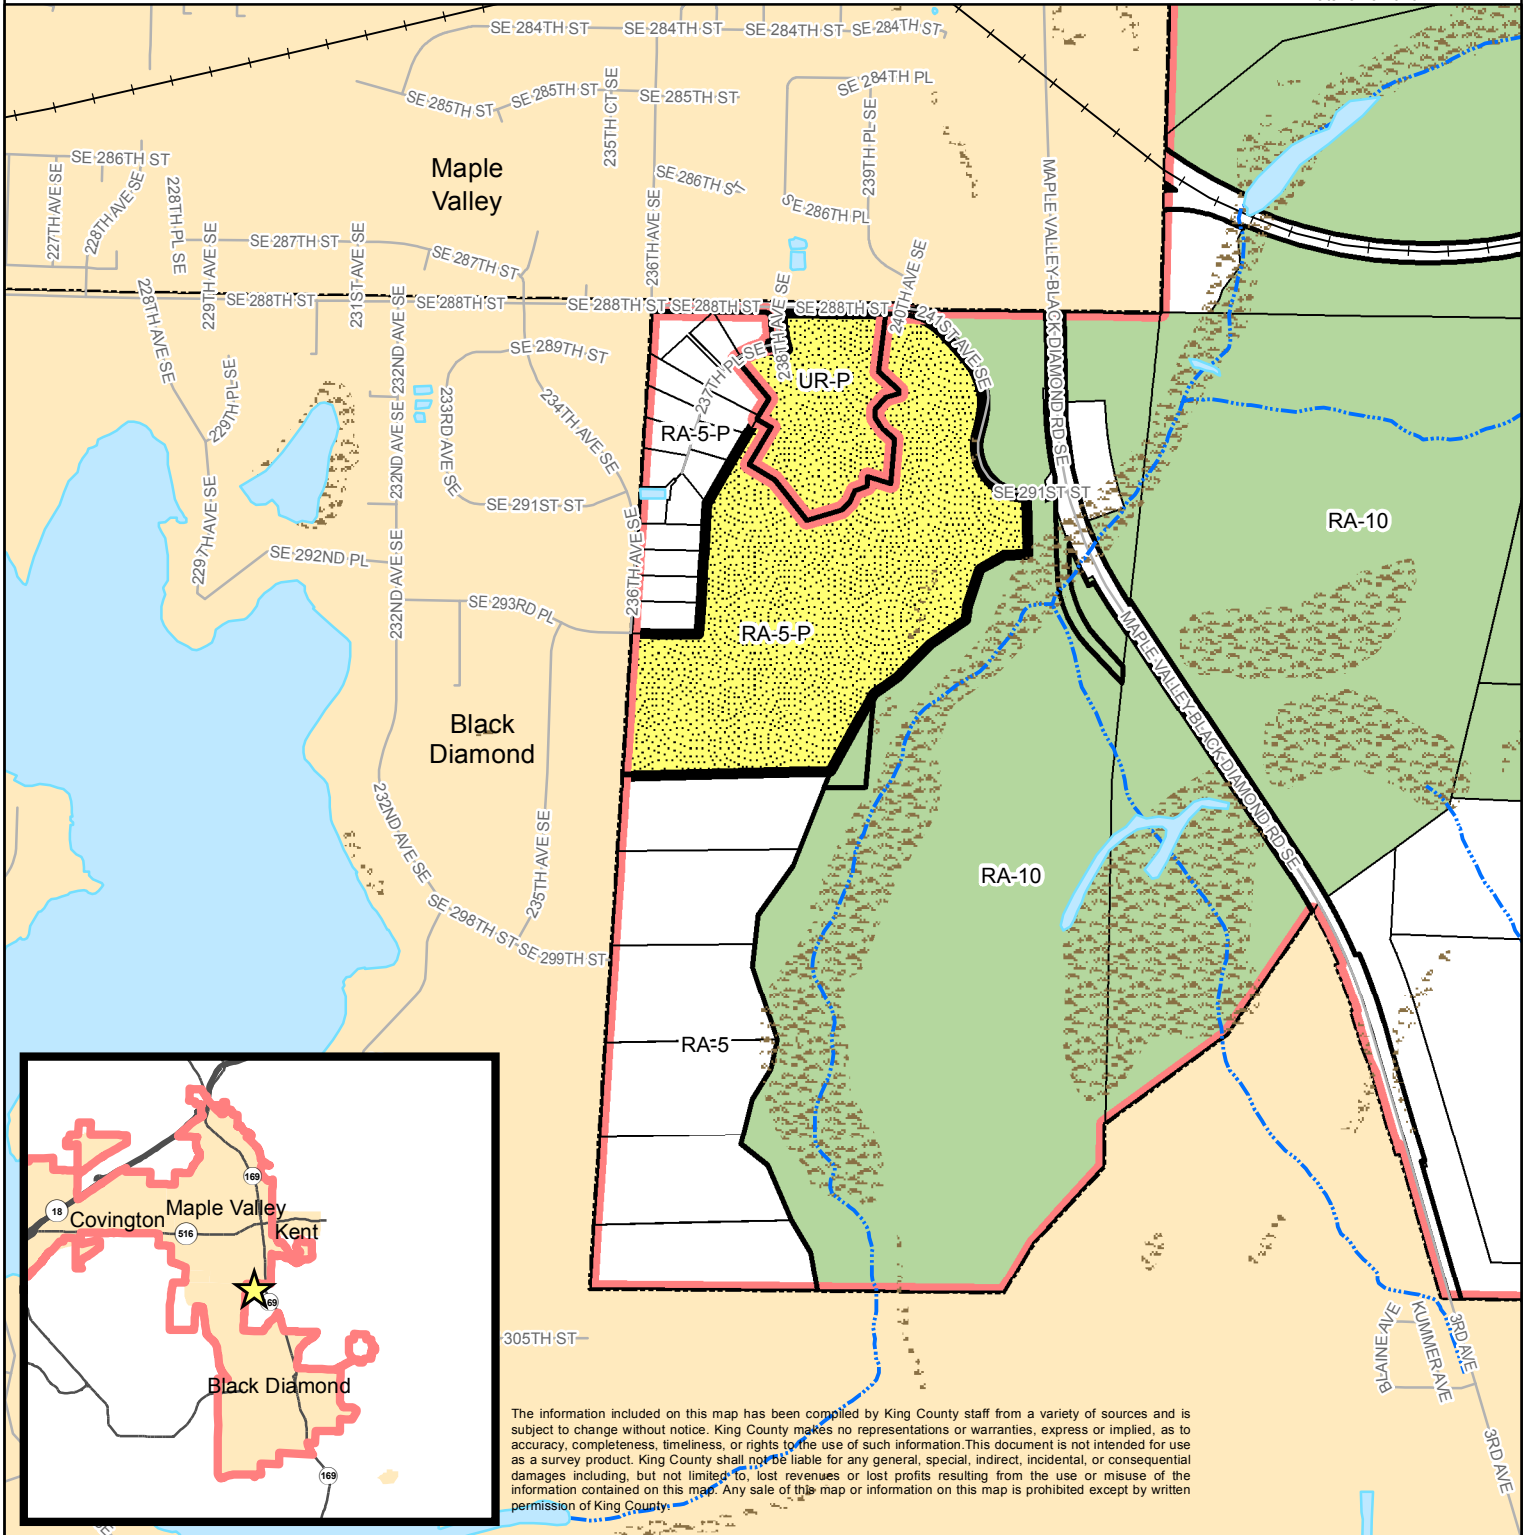 SE 284TH ST
SE 284TH ST
SE 284TH ST
SE 284TH ST
SE 285TH ST
SE 285TH ST
SE 285TH ST
235TH CT SE
SE 284TH PL
239TH PL SE
SE 286TH ST
227TH AVE SE
228TH AVE SE
228TH PL SE
Maple
Valley
SE 286TH ST
SE 286TH PL
236TH AVE SE
MAPLE VALLEY-BLACK DIAMOND RD SE
229TH AVE SE
SE 287TH ST
231ST AVE SE
SE 287TH ST
240TH AVE SE
228TH AVE SE
SE 288TH ST
232ND AVE SE
SE 288TH ST
SE 288TH ST
SE 288TH ST
238TH AVE SE
SE 288TH ST
241ST AVE SE
229TH PL SE
232ND AVE SE
233RD AVE SE
SE 289TH ST
234TH AVE SE
237TH PL SE
UR-P
RA-5-P
229TH AVE SE
SE 291ST ST
SE 291ST ST
RA-10
SE 292ND PL
232ND AVE SE
SE 293RD PL
236TH AVE SE
RA-5-P
MAPLE VALLEY-BLACK DIAMOND RD SE
Black
Diamond
232ND AVE SE
235TH AVE SE
RA-10
SE 298TH ST
SE 299TH ST
RA-5
169
18
Covington
Maple Valley
516
Kent
69
Black Diamond
169
305TH ST
BLAINE AVE
KUMMER AVE
3RD AVE
3RD AVE
SE
The information included on this map has been compiled by King County staff from a variety of sources and is
subject to change without notice. King County makes no representations or warranties, express or implied, as to
accuracy, completeness, timeliness, or rights to the use of such information.This document is not intended for use
as a survey product. King County shall not be liable for any general, special, indirect, incidental, or consequential
damages including, but not limited to, lost revenues or lost profits resulting from the use or misuse of the
information contained on this map. Any sale of this map or information on this map is prohibited except by written
permission of King County.